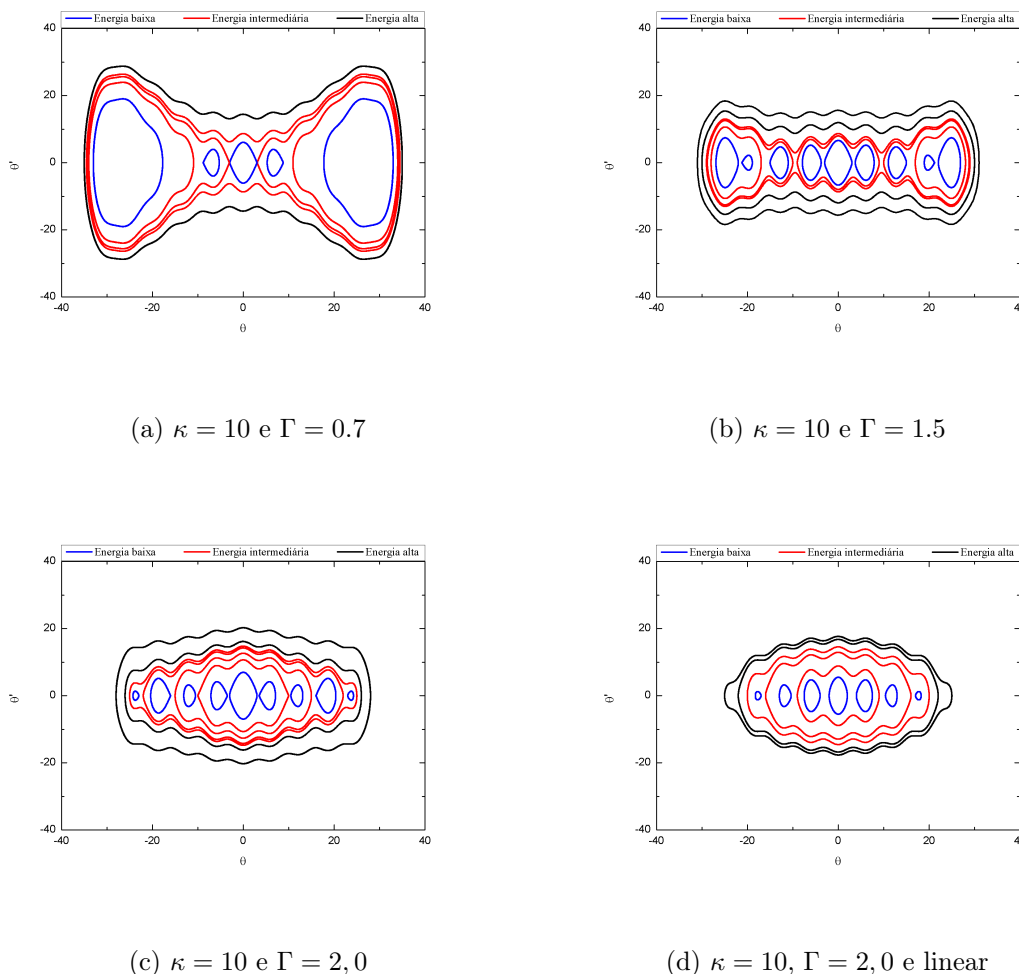 Energia baixa Energia intermediária Energia alta
40
20
0
-20
-40
θ'
-40 -20 0 20 40
θ
(a) κ = 10 e Γ = 0.7
Energia baixa Energia intermediária Energia alta
40
20
0
-20
-40
θ'
-40 -20 0 20 40
θ
(b) κ = 10 e Γ = 1.5
Energia baixa Energia intermediária Energia alta
40
20
0
-20
-40
θ'
-40 -20 0 20 40
θ
(c) κ = 10 e Γ = 2,0
Energia baixa Energia intermediária Energia alta
40
20
0
-20
-40
θ'
-40 -20 0 20 40
θ
(d) κ = 10, Γ = 2,0 e linear